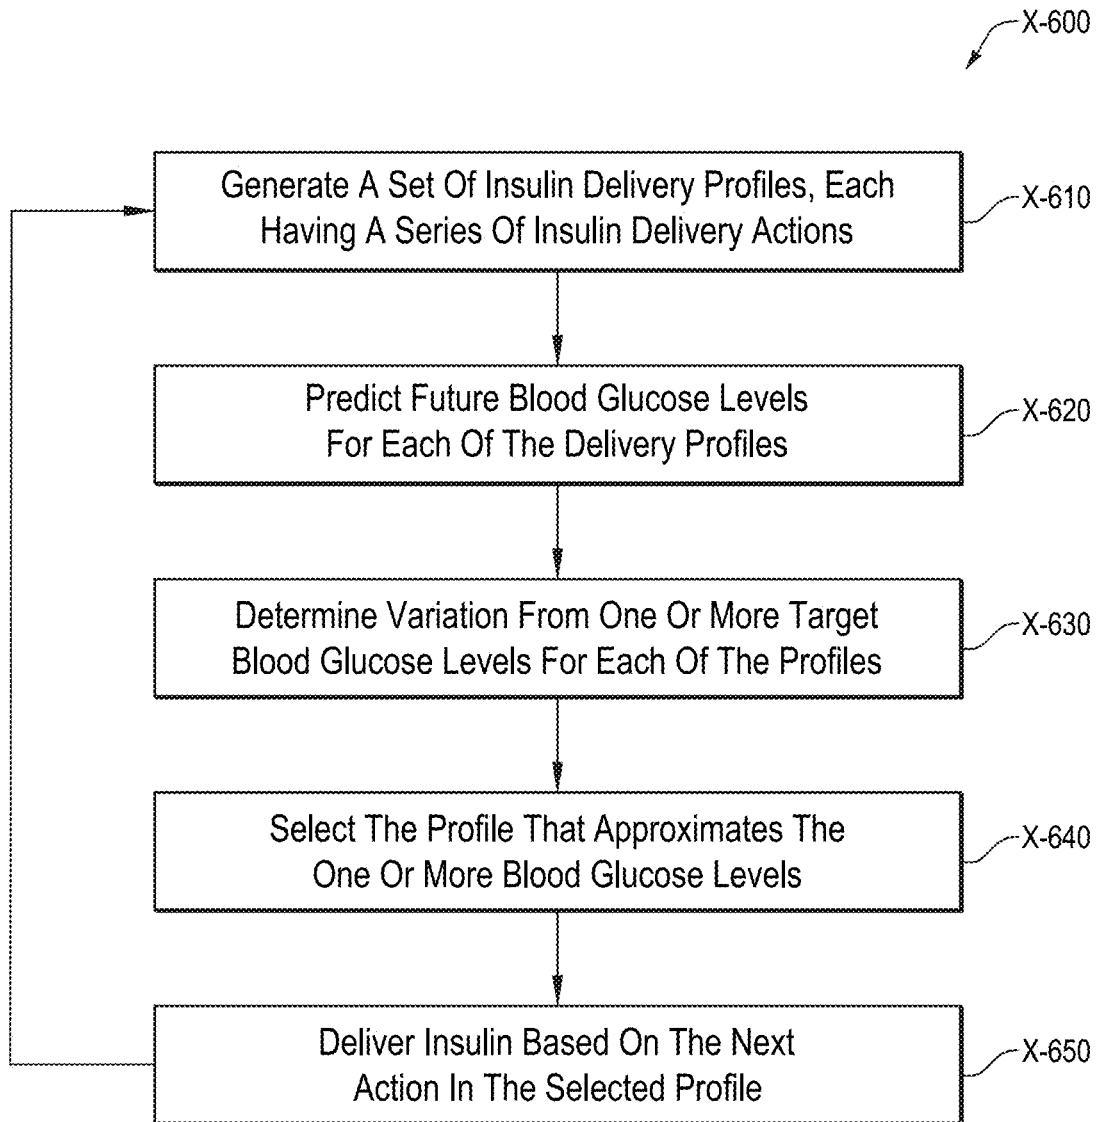 X-600
Generate A Set Of Insulin Delivery Profiles, Each
Having A Series Of Insulin Delivery Actions
X-610
Predict Future Blood Glucose Levels
For Each Of The Delivery Profiles
X-620
Determine Variation From One Or More Target
Blood Glucose Levels For Each Of The Profiles
X-630
Select The Profile That Approximates The
One Or More Blood Glucose Levels
X-640
Deliver Insulin Based On The Next
Action In The Selected Profile
X-650